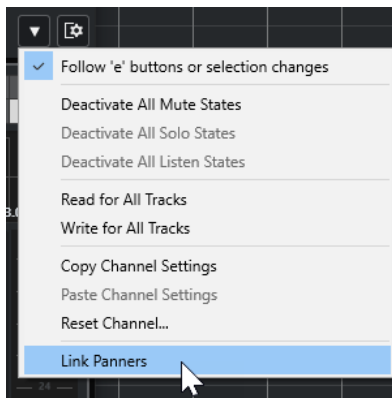 Follow 'e' buttons or selection changes
Deactivate All Mute States
Deactivate All Solo States
Deactivate All Listen States
Read for All Tracks
Write for All Tracks
Copy Channel Settings
Paste Channel Settings
Reset Channel...
Link Panners
24